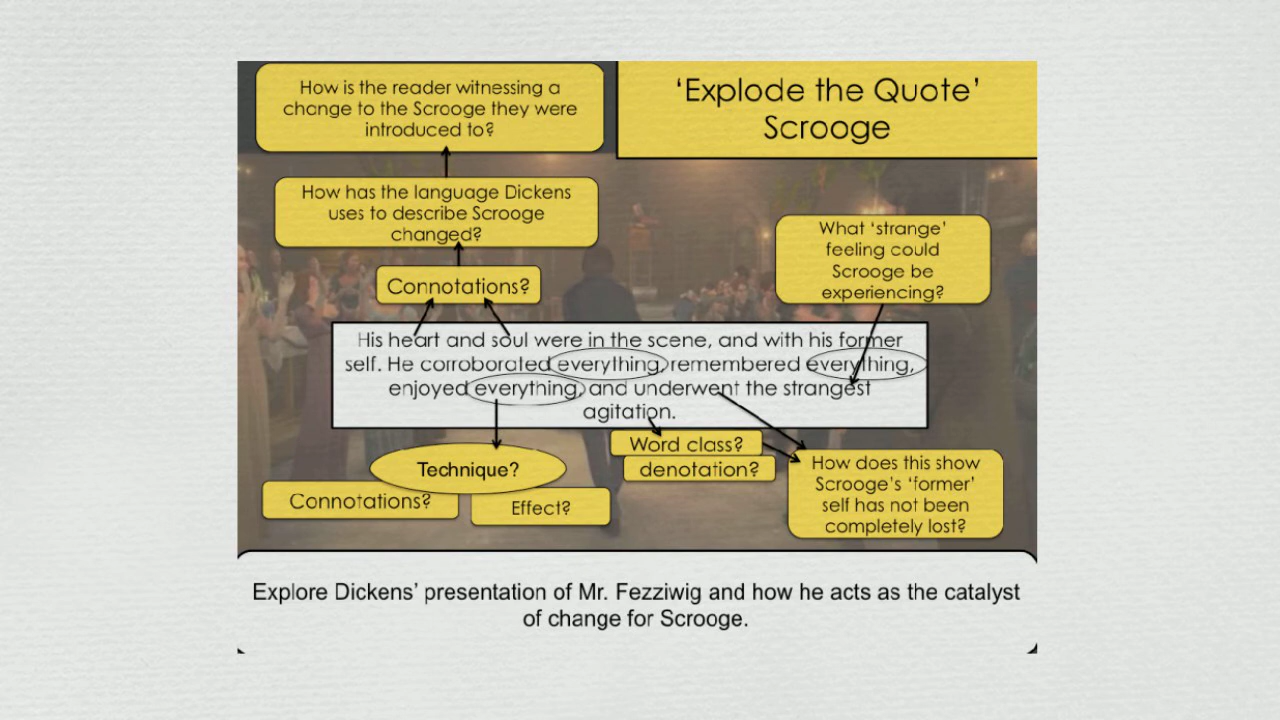 How is the reader witnessing a
change to the Scrooge they were
introduced to?
'Explode the Quote'
Scrooge
How has the language Dickens
uses to describe Scrooge
changed?
What 'strange'
feeling could
Scrooge be
experiencing?
Connotations?
His heart and soul were in the scene, and with his former
self. He corroborated everything, remembered everything,
enjoyed everything, and underwent the strangest
agitation.
Word class?
denotation?
Technique?
Connotations?
Effect?
How does this show
Scrooge's 'former'
self has not been
completely lost?
Explore Dickens' presentation of Mr. Fezziwig and how he acts as the catalyst
of change for Scrooge.